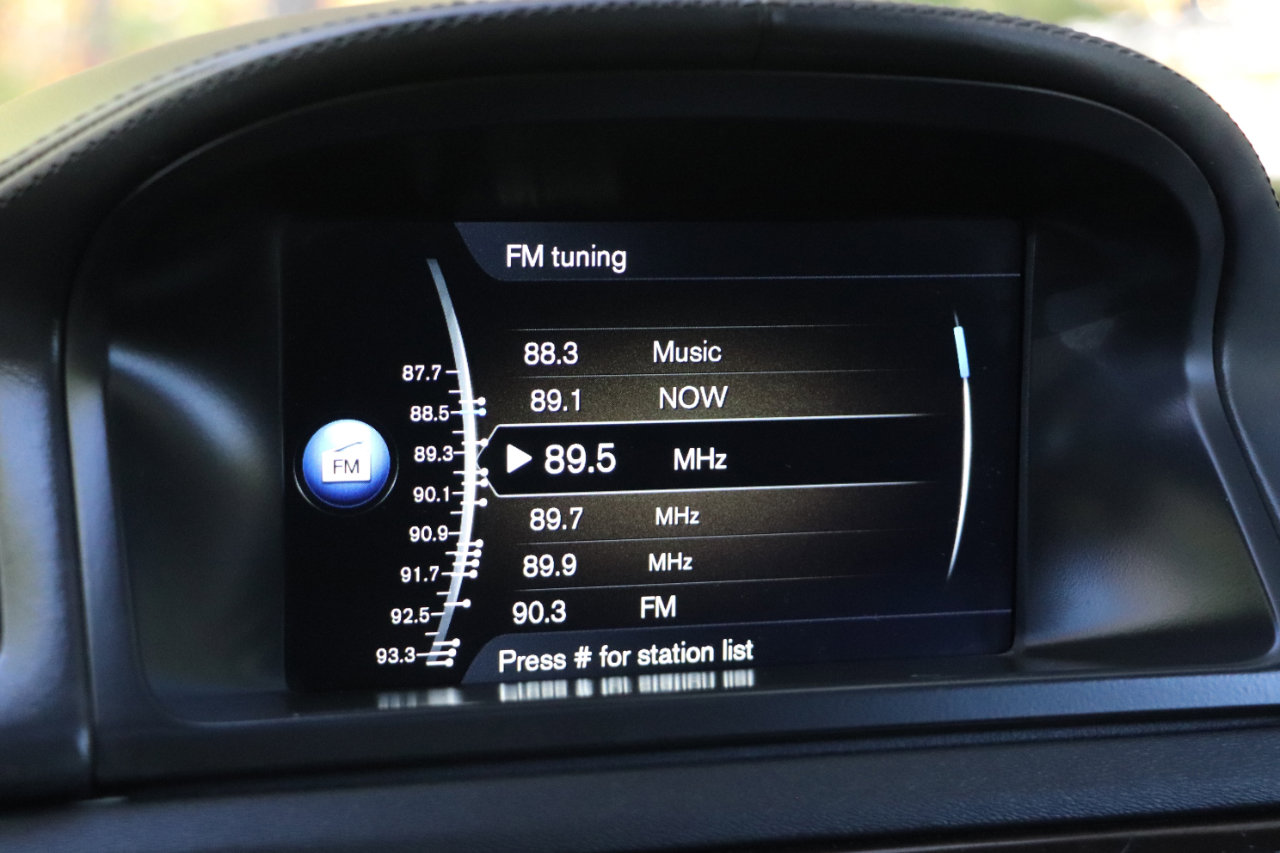 FM tuning
88.3 Music
89.1 NOW
89.5 MHz
89.7 MHz
89.9 MHz
90.3 FM
Press # for station list
87.7
88.5
89.3
90.1
90.9
91.7
92.5
93.3
FM